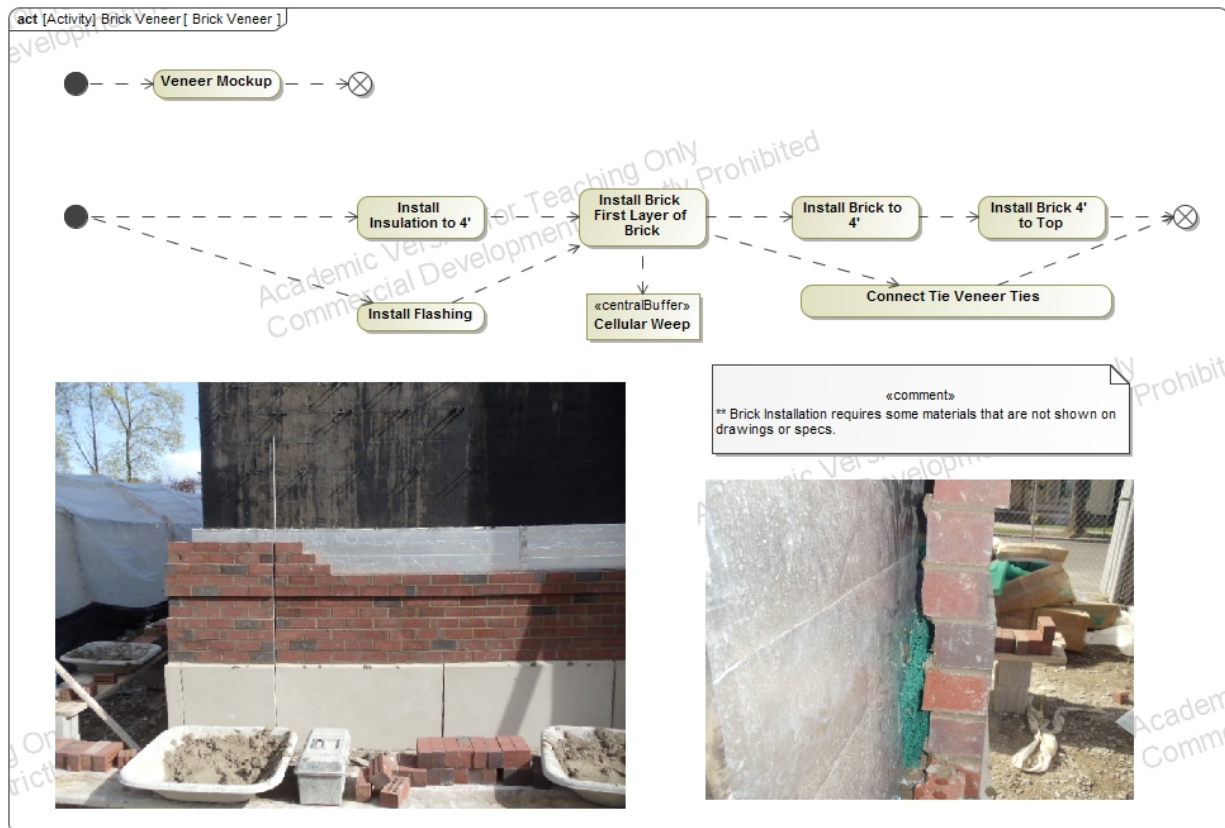 act [Activity] Brick Veneer [ Brick Veneer ]
Veneer Mockup
Install
Insulation to 4'
Install Brick
First Layer of
Brick
Install Brick to
4'
Install Brick 4'
to Top
Install Flashing
«centralBuffer»
Cellular Weep
Connect Tie Veneer Ties
«comment»
** Brick Installation requires some materials that are not shown on
drawings or specs.
Academic Version for Teaching Only
Commercial Development is Strictly Prohibited